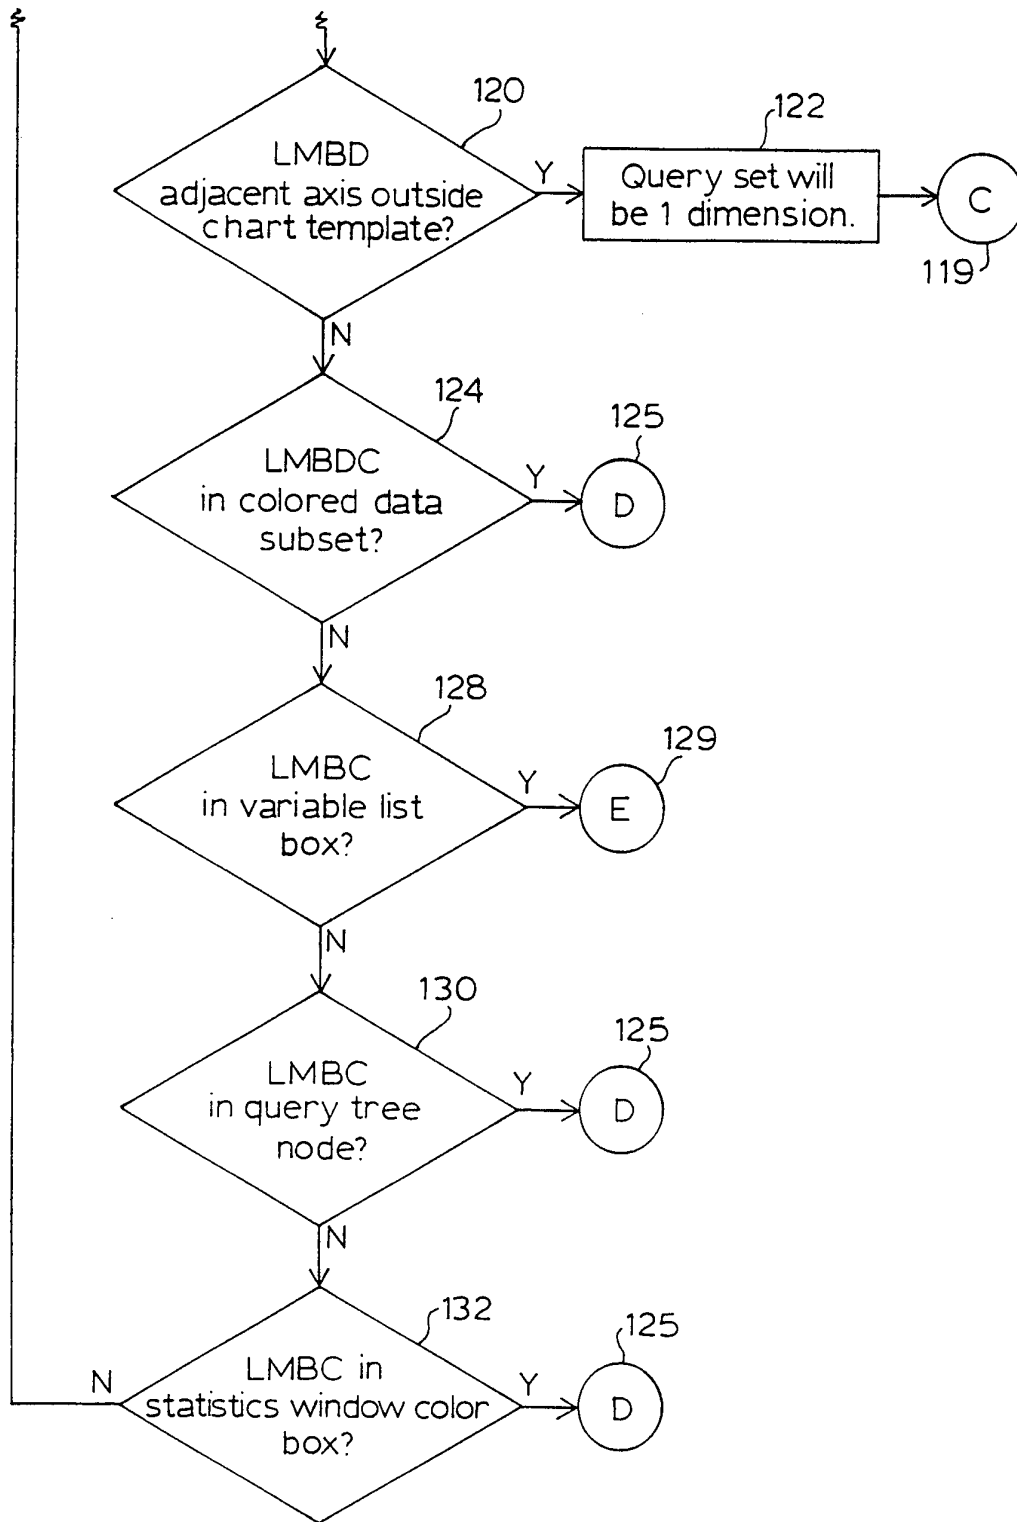 120
LMBD
adjacent axis outside
chart template?
Y
122
Query set will
be 1 dimension.
C
119
N
124
LMBDC
in colored data
subset?
Y
125
D
N
128
LMBC
in variable list
box?
Y
129
E
N
130
LMBC
in query tree
node?
Y
125
D
N
132
LMBC in
statistics window color
box?
N
Y
125
D